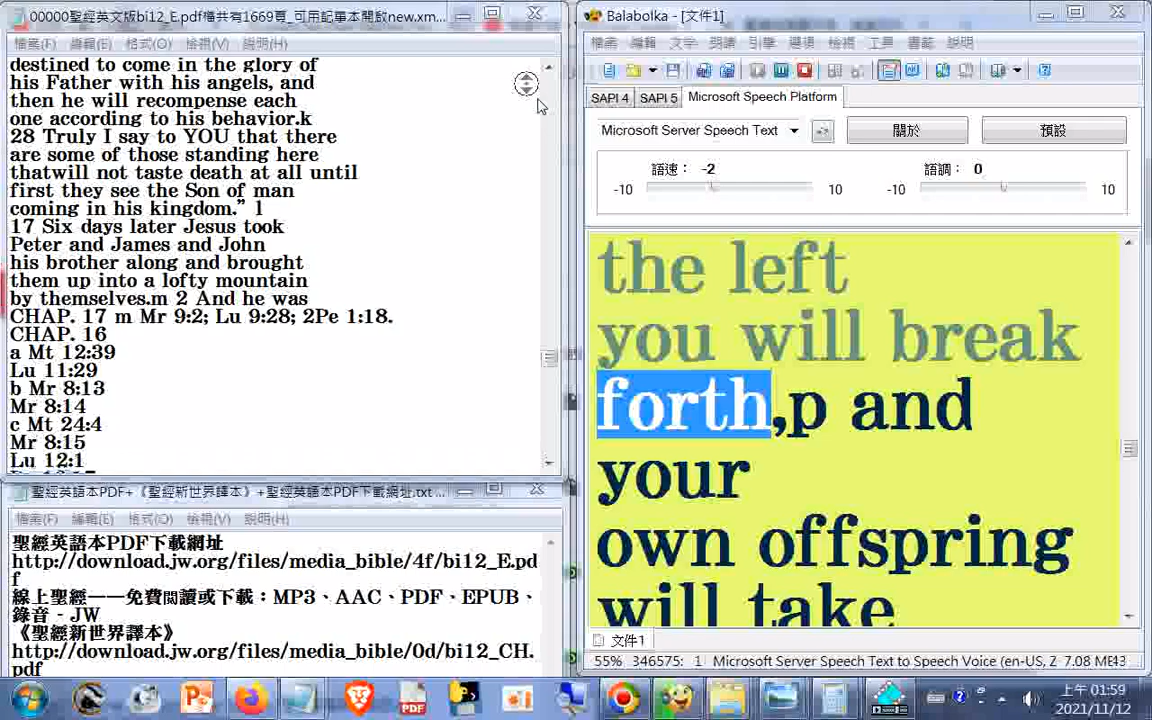 00000聖經英文版bi12_E.pdf檔共有1669頁_可用記事本開啟new.xm...
檔案(F) 編輯(E) 格式(O) 檢視(V) 說明(H)
destined to come in the glory of
his Father with his angels, and
then he will recompense each
one according to his behavior.k
28 Truly I say to YOU that there
are some of those standing here
thatwill not taste death at all until
first they see the Son of man
coming in his kingdom.” l
17 Six days later Jesus took
Peter and James and John
his brother along and brought
them up into a lofty mountain
by themselves.m 2 And he was
CHAP. 17 m Mr 9:2; Lu 9:28; 2Pe 1:18.
CHAP. 16
a Mt 12:39
Lu 11:29
b Mr 8:13
Mr 8:14
c Mt 24:4
Mr 8:15
Lu 12:1
聖經英語本PDF+《聖經新世界譯本》+聖經英語本PDF下載網址.txt ...
檔案(F) 編輯(E) 格式(O) 檢視(V) 說明(H)
聖經英語本PDF下載網址
http://download.jw.org/files/media_bible/4f/bi12_E.pd
f
線上聖經——免費閱讀或下載：MP3、AAC、PDF、EPUB、
錄音 - JW
《聖經新世界譯本》
http://download.jw.org/files/media_bible/0d/bi12_CH.
pdf
Balabolka - [文件1]
檔案 編輯 文字 朗讀 引擎 選項 檢視 工具 書籤 說明
SAPI 4 SAPI 5 Microsoft Speech Platform
Microsoft Server Speech Text 關於 預設
語速： -2 語調： 0
-10 10 -10 10
the left
you will break
forth,p and
your
own offspring
will take
文件1
55% 346575: 1 Microsoft Server Speech Text to Speech Voice (en-US, Z 7.08 ME43
上午 01:59
2021/11/12